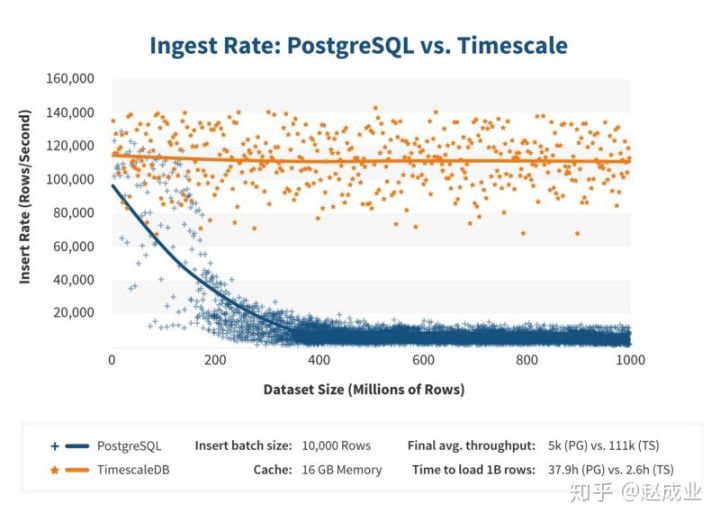 Ingest Rate: PostgreSQL vs. Timescale
160,000
140,000
120,000
100,000
80,000
60,000
40,000
20,000
Insert Rate (Rows/Second)
0 200 400 600 800 1000
Dataset Size (Millions of Rows)
PostgreSQL Insert batch size: 10,000 Rows Final avg. throughput: 5k (PG) vs. 111k (TS)
TimescaleDB Cache: 16 GB Memory Time to load 1B rows: 37.9h (PG) vs. 2.6h (TS)
知乎 @赵成业